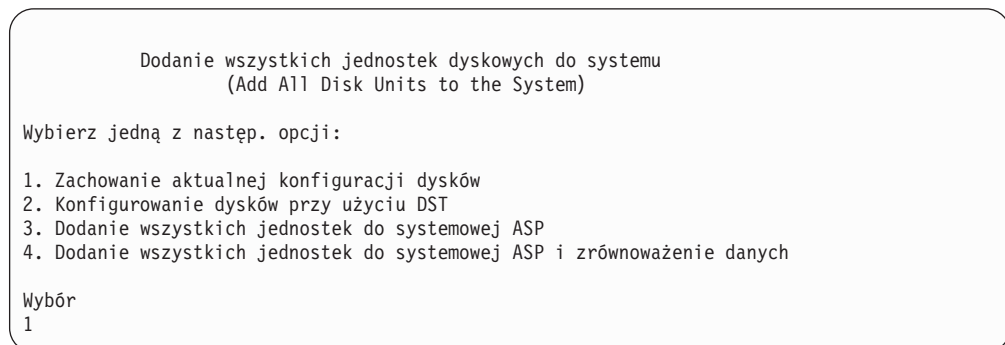 Dodanie wszystkich jednostek dyskowych do systemu
(Add All Disk Units to the System)
Wybierz jedną z następ. opcji:
1. Zachowanie aktualnej konfiguracji dysków
2. Konfigurowanie dysków przy użyciu DST
3. Dodanie wszystkich jednostek do systemowej ASP
4. Dodanie wszystkich jednostek do systemowej ASP i zrównoważenie danych
Wybór
1